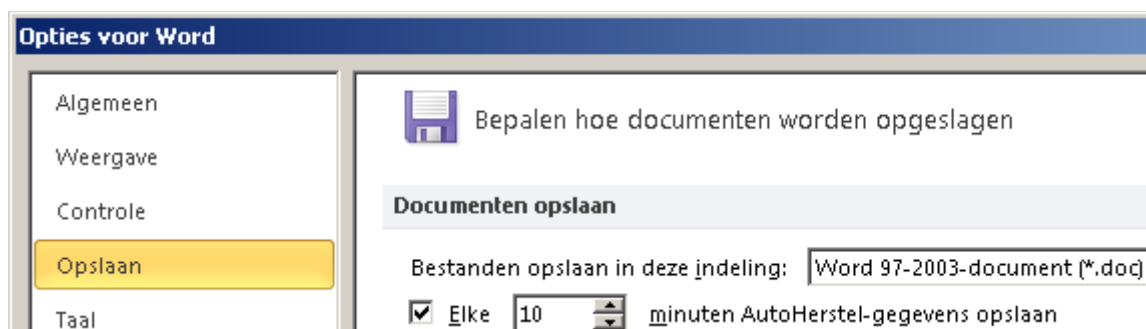 Opties voor Word
Algemeen
Weergave
Controle
Opslaan
Taal
Bepalen hoe documenten worden opgeslagen
Documenten opslaan
Bestanden opslaan in deze indeling: Word 97-2003-document (*.doc)
Elke 10 minuten AutoHerstel-gegevens opslaan